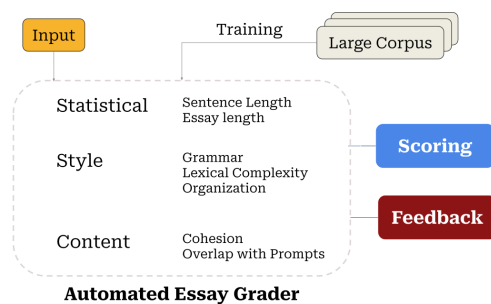 Input
Training
Large Corpus
Statistical
Sentence Length
Essay length
Style
Grammar
Lexical Complexity
Organization
Content
Cohesion
Overlap with Prompts
Scoring
Feedback
Automated Essay Grader